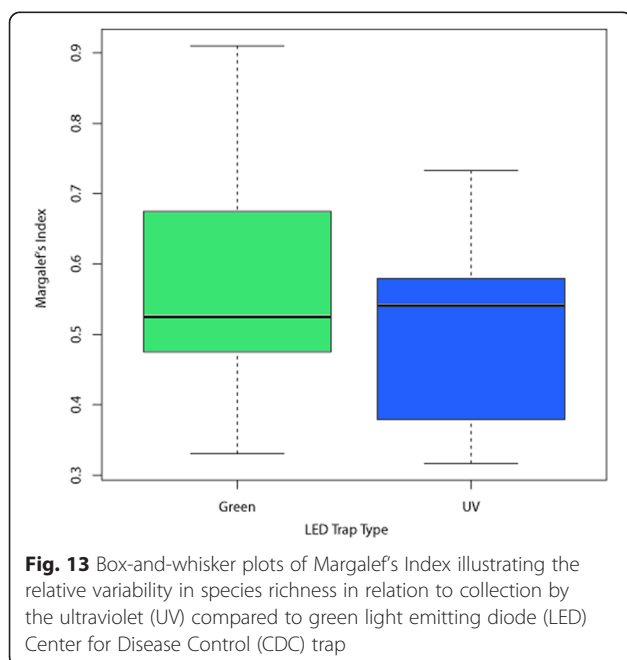 0.9
0.8
0.7
0.6
0.5
0.4
0.3
Margalef's Index
Green
UV
LED Trap Type
Fig. 13 Box-and-whisker plots of Margalef's Index illustrating the
relative variability in species richness in relation to collection by
the ultraviolet (UV) compared to green light emitting diode (LED)
Center for Disease Control (CDC) trap